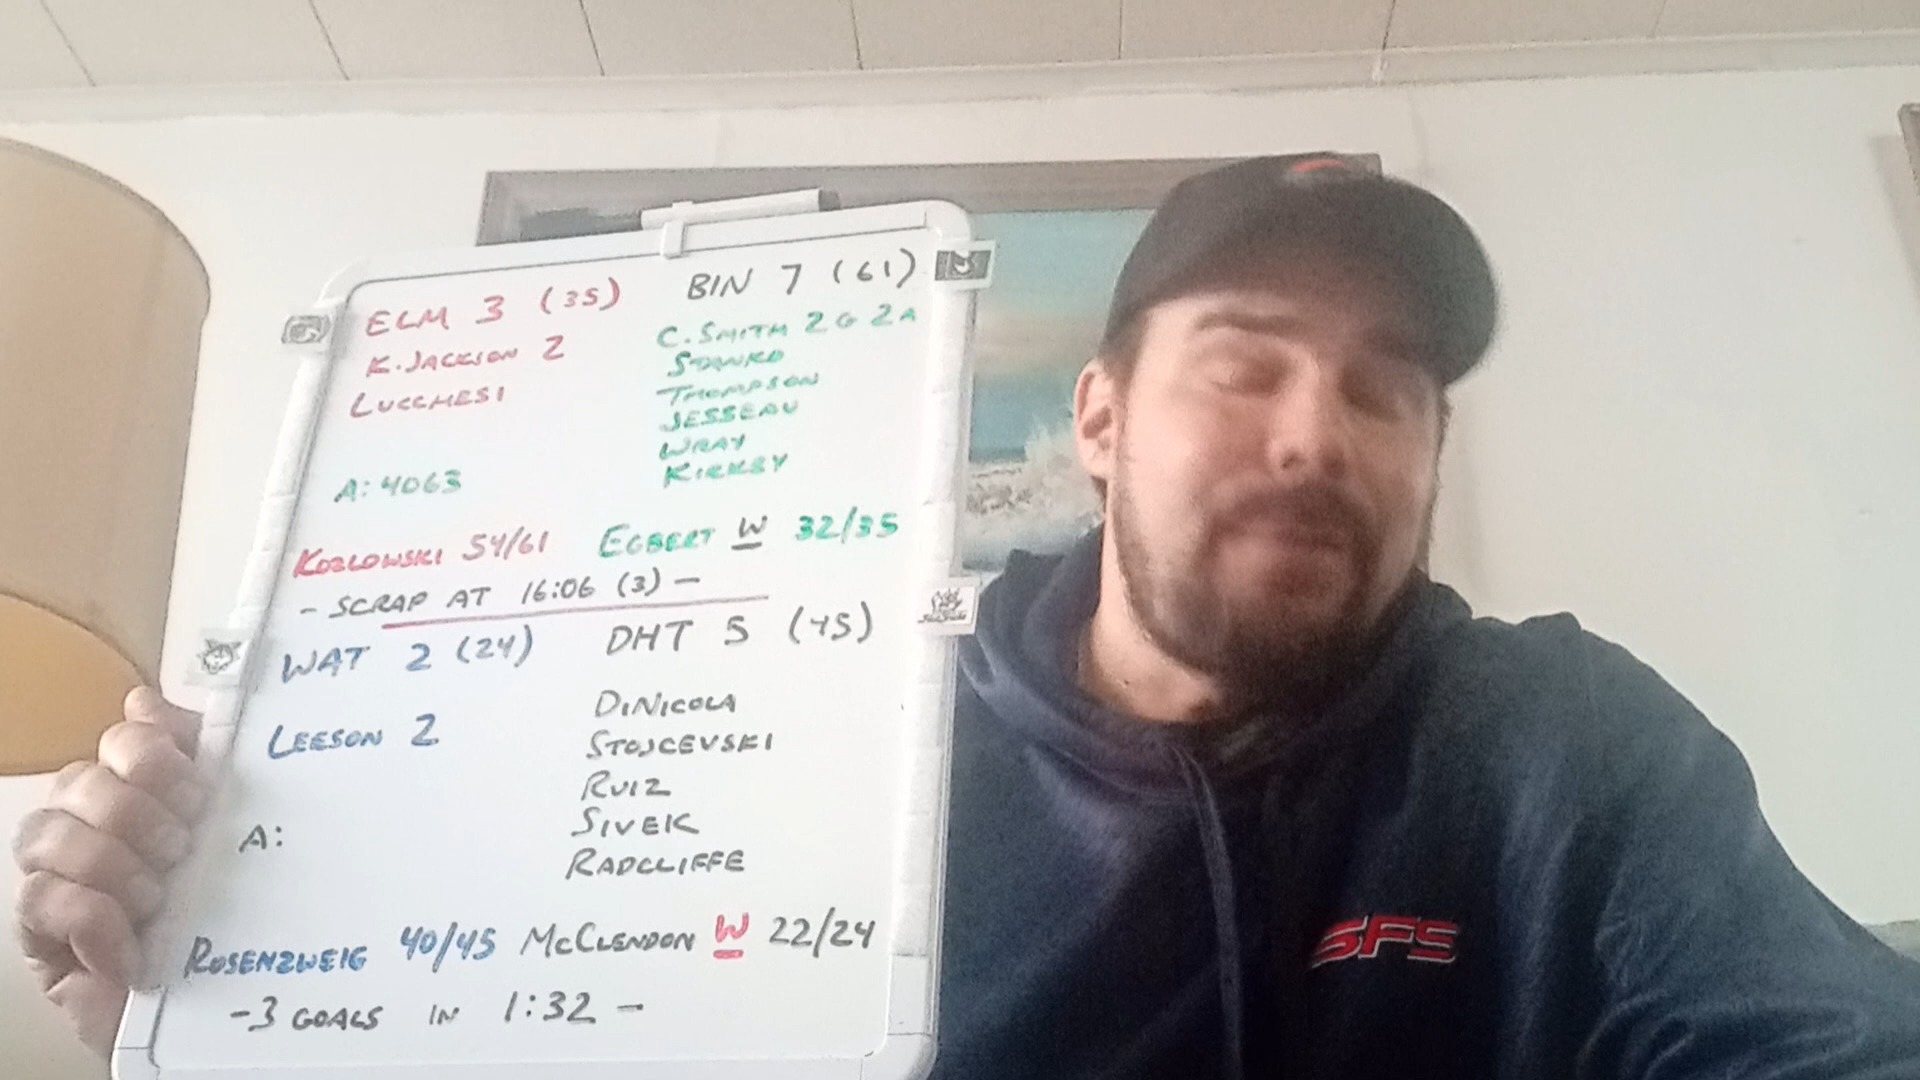 ELM 3 (35) BIN 7 (61)
K. JACKSON 2 C. SMITH 2G 2A
LUCCHESI STANKO
THOMPSON
JESSEAU
WRAY
A: 4063 KIRKBY
KOZLOWSKI 54/61 EGBERT W 32/35
- SCRAP AT 16:06 (3) -
WAT 2 (24) DHT 5 (45)
LEESON 2 DINICOLA
STOJCEVSKI
RUIZ
A: SIVEK
RADCLIFFE
ROSENZWEIG 40/45 MCCLENDON W 22/24
-3 GOALS IN 1:32 -
SFS